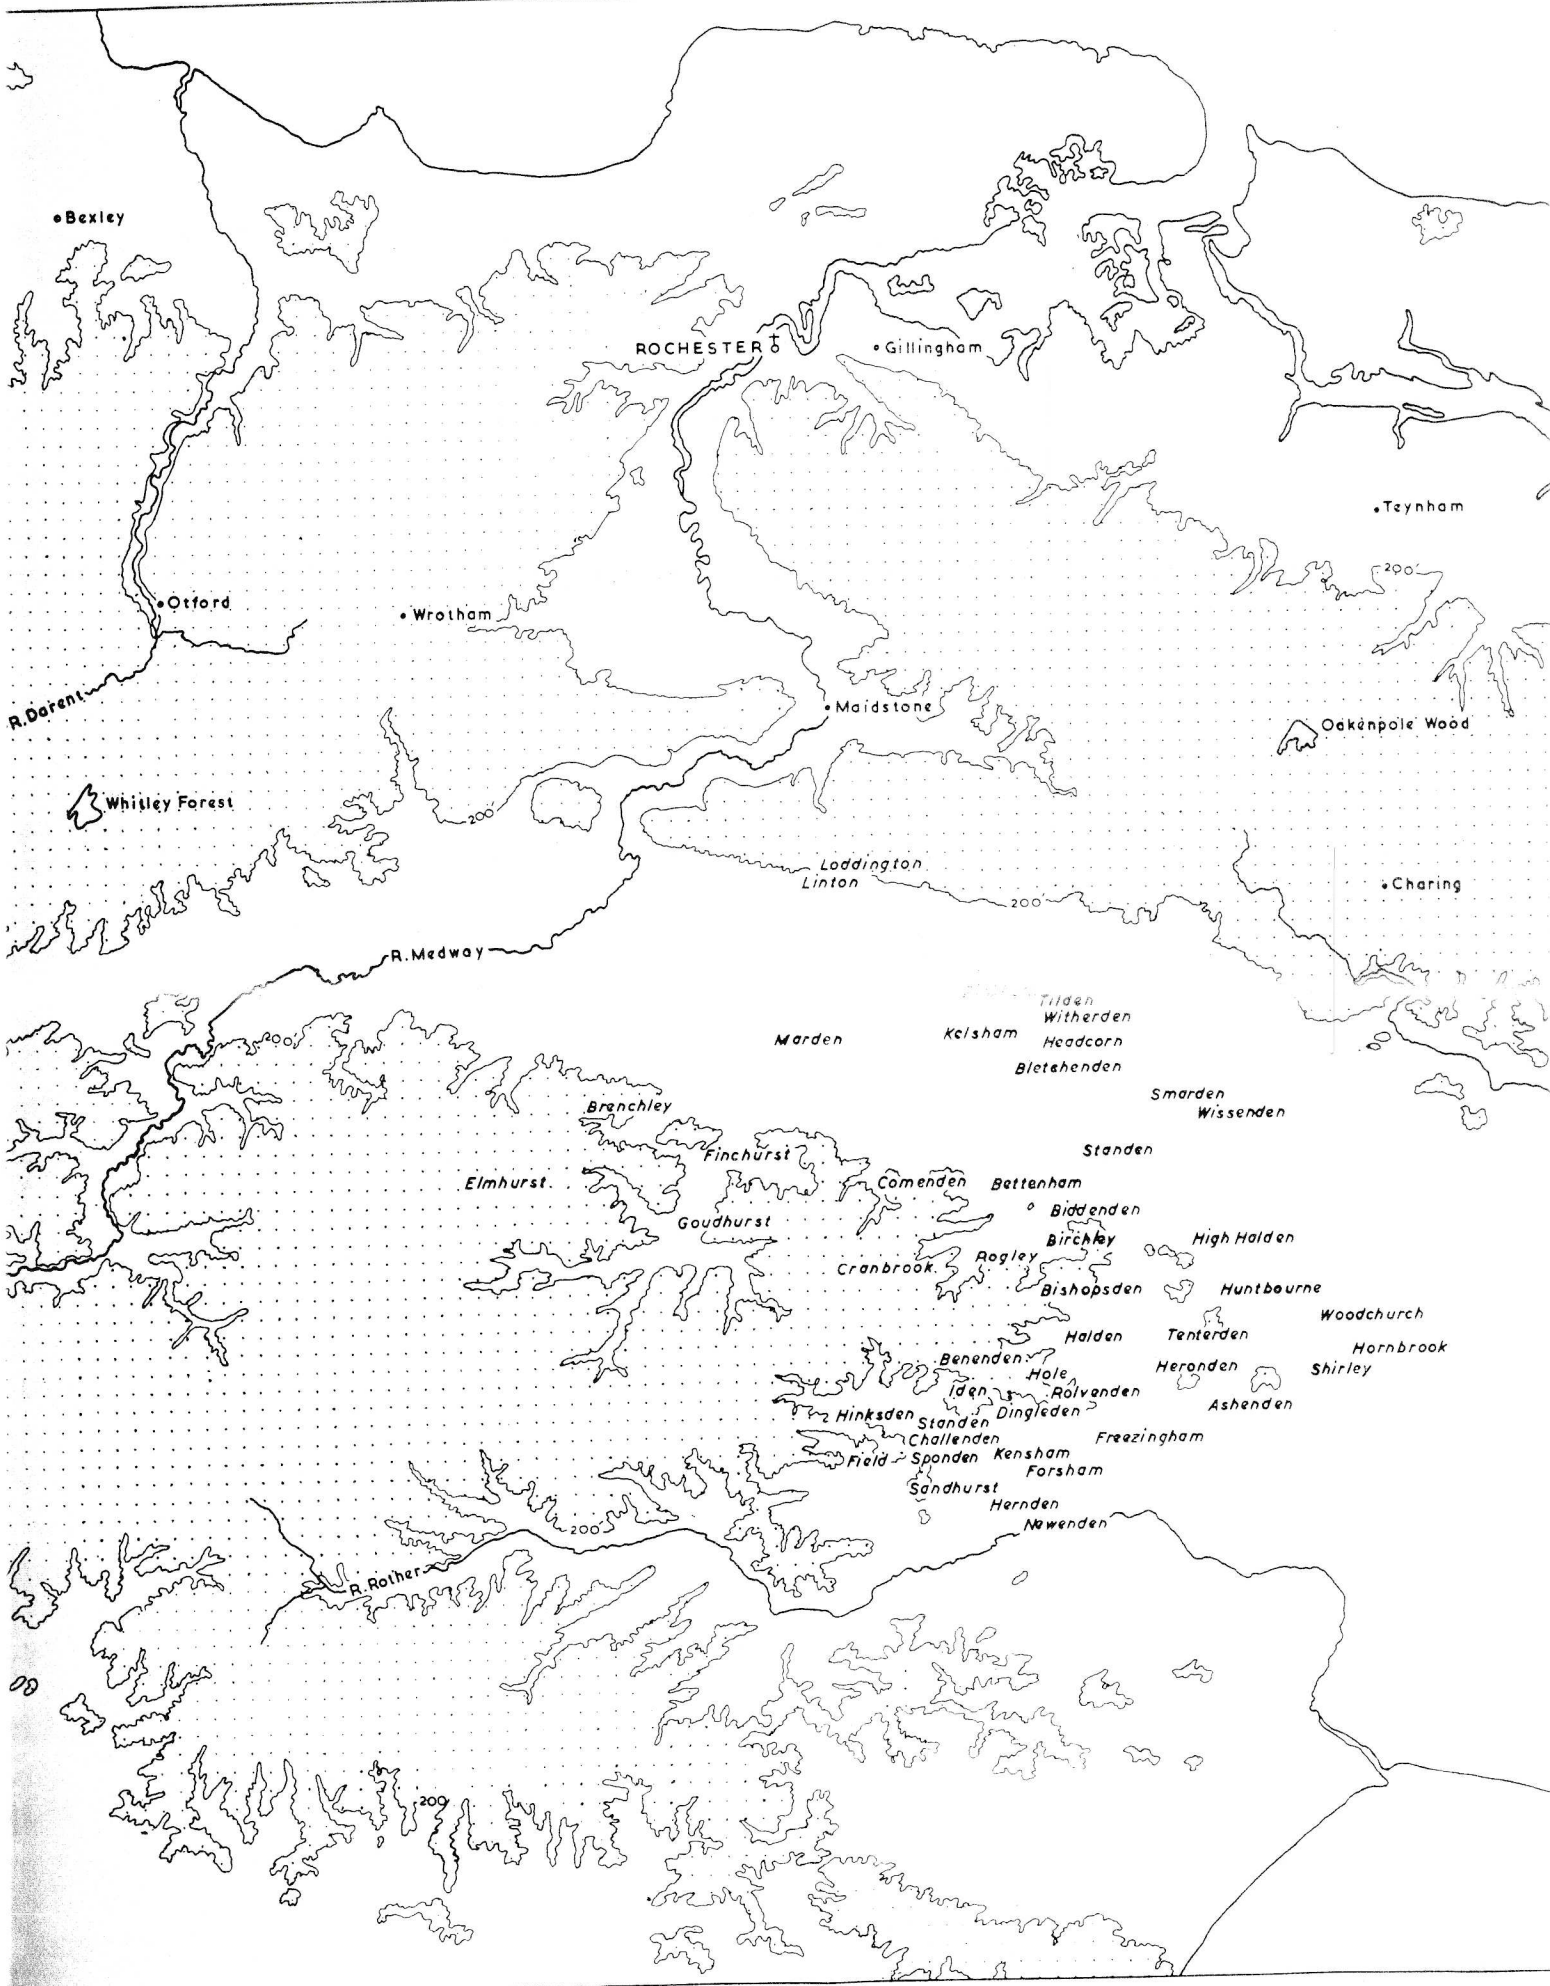 Bexley
ROCHESTER
Gillingham
Teynham
200'
Otford
Wrotham
R.Darent
Maidstone
Oakenpole Wood
Whitley Forest
200'
Loddington
Linton
Charing
200'
R.Medway
Tilden
Witherden
Marden
Kelsham
Headcorn
200'
Bletchenden
Smarden
Brenchley
Wissenden
Standen
Finchurst
Elmhurst
Comenden
Bettenham
Biddenden
Goudhurst
Birchley
High Halden
Rogley
Cranbrook
Bishopsden
Huntbourne
Woodchurch
Halden
Tenterden
Hornbrook
Benenden
Heronden
Shirley
Hole
Iden
Rolvenden
Ashenden
Hinksden
Standen
Dingleden
Challenden
Freezingham
Field
Sponden
Kensham
Forsham
Sandhurst
Hernden
Newenden
200'
R.Rother
200'